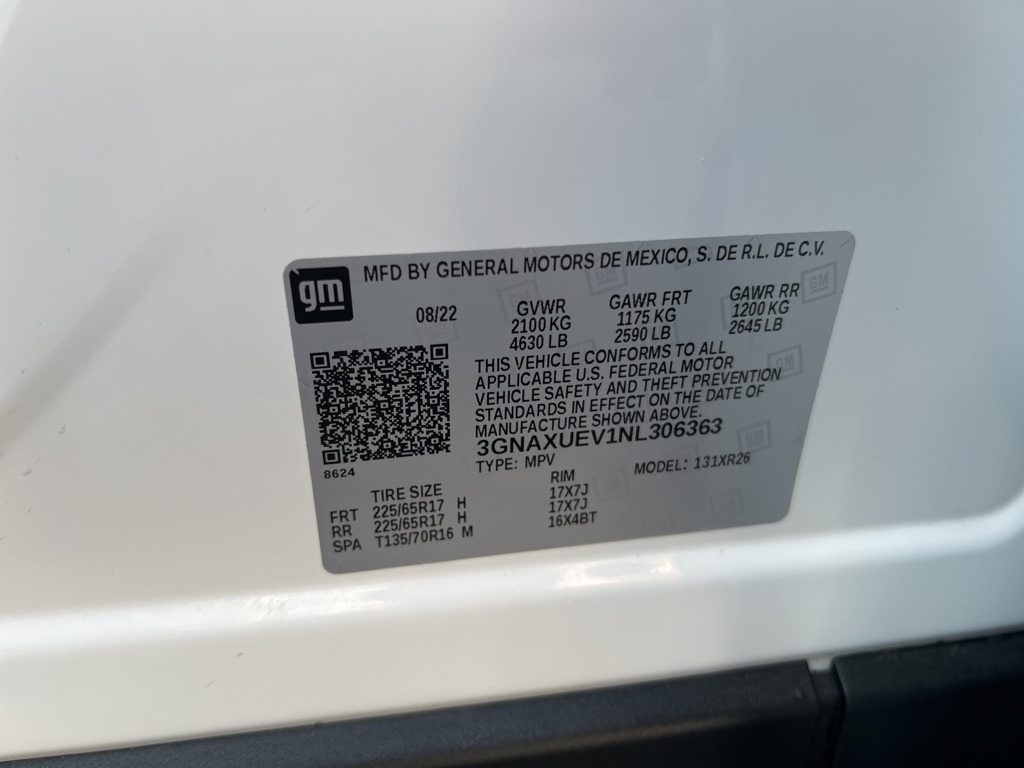 gm
MFD BY GENERAL MOTORS DE MEXICO, S. DE R.L. DE C.V.
08/22 GVWR GAWR FRT GAWR RR
2100 KG 1175 KG 1200 KG
4630 LB 2590 LB 2645 LB
THIS VEHICLE CONFORMS TO ALL
APPLICABLE U.S. FEDERAL MOTOR
VEHICLE SAFETY AND THEFT PREVENTION
STANDARDS IN EFFECT ON THE DATE OF
MANUFACTURE SHOWN ABOVE.
3GNAXUEV1NL306363
TYPE: MPV MODEL: 131XR26
8624
TIRE SIZE RIM
FRT 225/65R17 H 17X7J
RR 225/65R17 H 17X7J
SPA T135/70R16 M 16X4BT